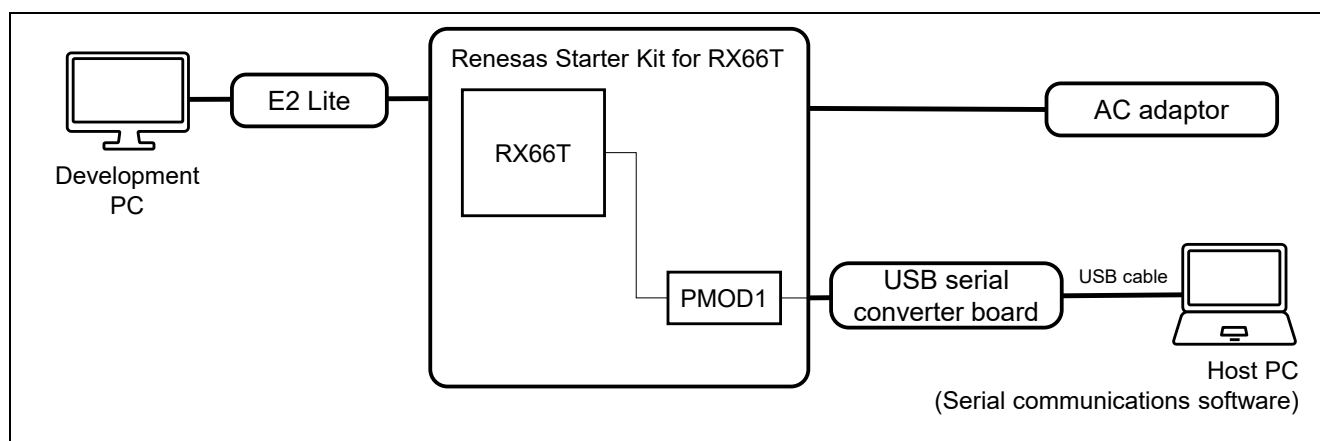 Renesas Starter Kit for RX66T
E2 Lite
AC adaptor
RX66T
Development
PC
PMOD1
USB serial
converter board
USB cable
Host PC
(Serial communications software)